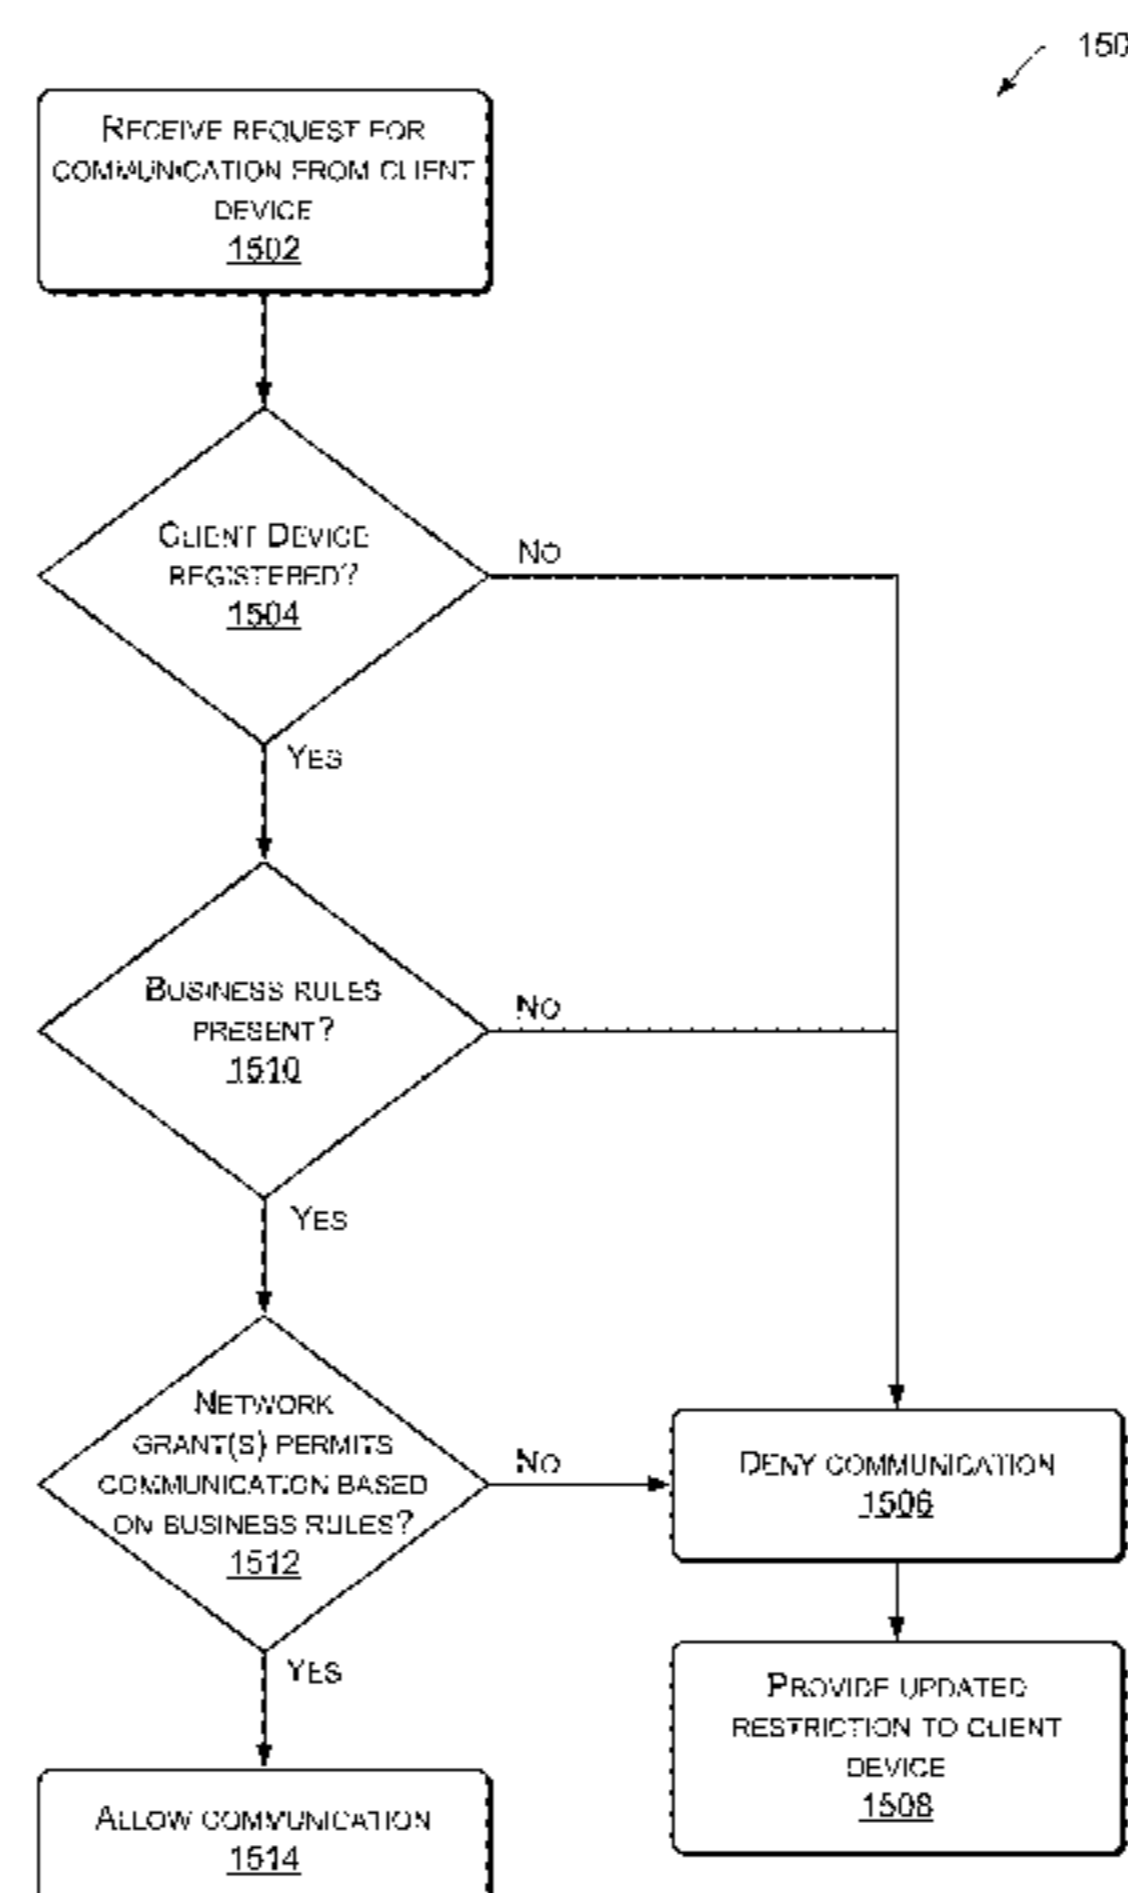 150
RECEIVE REQUEST FOR
COMMUNICATION FROM CLIENT
DEVICE
1502
CLIENT DEVICE
REGISTERED?
1504
NO
YES
BUSINESS RULES
PRESENT?
1510
NO
YES
NETWORK
GRANT(S) PERMITS
COMMUNICATION BASED
ON BUSINESS RULES?
1512
NO
YES
DENY COMMUNICATION
1506
PROVIDE UPDATED
RESTRICTION TO CLIENT
DEVICE
1508
ALLOW COMMUNICATION
1514